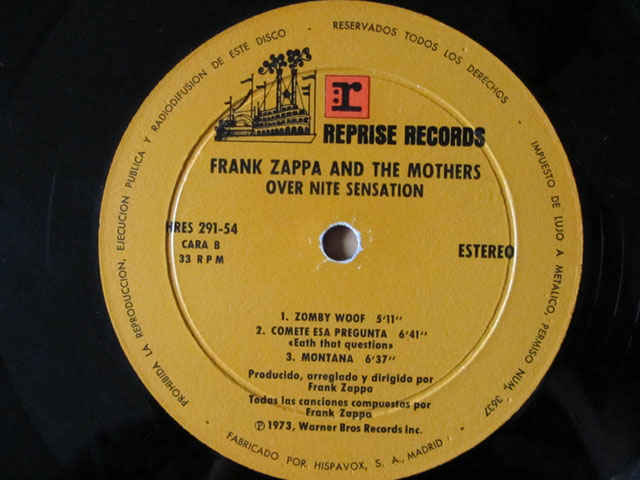 PROHIBIDA LA REPRODUCCION, EJECUCION PUBLICA Y RADIODIFUSION DE ESTE DISCO · RESERVADOS TODOS LOS DERECHOS · IMPUESTO DE LUJO A METALICO, PERMISO NUM. 3637
r
REPRISE RECORDS
FRANK ZAPPA AND THE MOTHERS
OVER NITE SENSATION
HRES 291-54
CARA B
33 RPM
ESTEREO
1. ZOMBY WOOF 5'11''
2. COMETE ESA PREGUNTA 6'41''
«Eath that question»
3. MONTANA 6'37''
Producido, arreglado y dirigido por
Frank Zappa
Todas las canciones compuestas por
Frank Zappa
℗ 1973, Warner Bros Records Inc.
FABRICADO POR HISPAVOX, S. A., MADRID